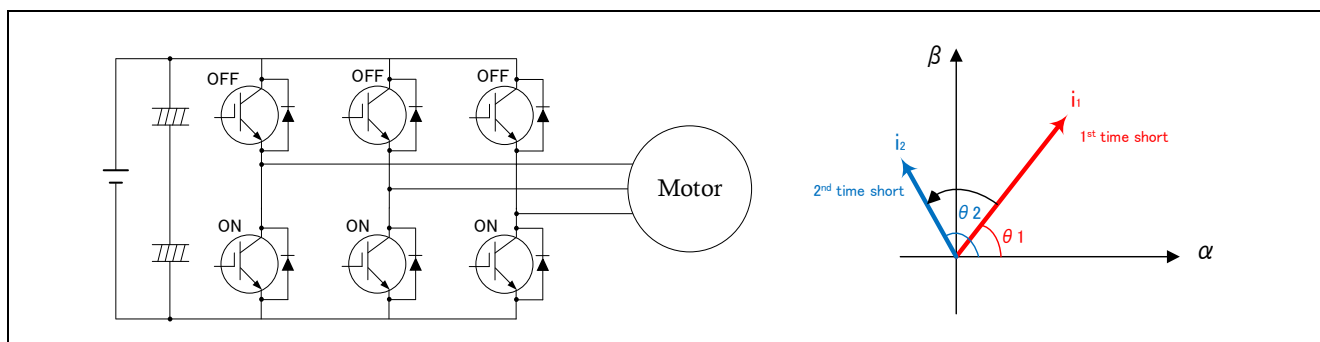 OFF
OFF
OFF
ON
ON
ON
Motor
β
i₁
1ˢᵗ time short
i₂
2ⁿᵈ time short
θ2
θ1
α